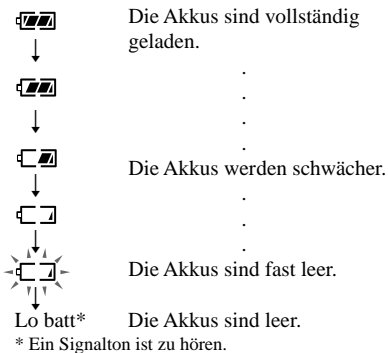 Die Akkus sind vollständig
geladen.
.
.
.
.
Die Akkus werden schwächer.
.
.
.
Die Akkus sind fast leer.
Lo batt* Die Akkus sind leer.
* Ein Signalton ist zu hören.